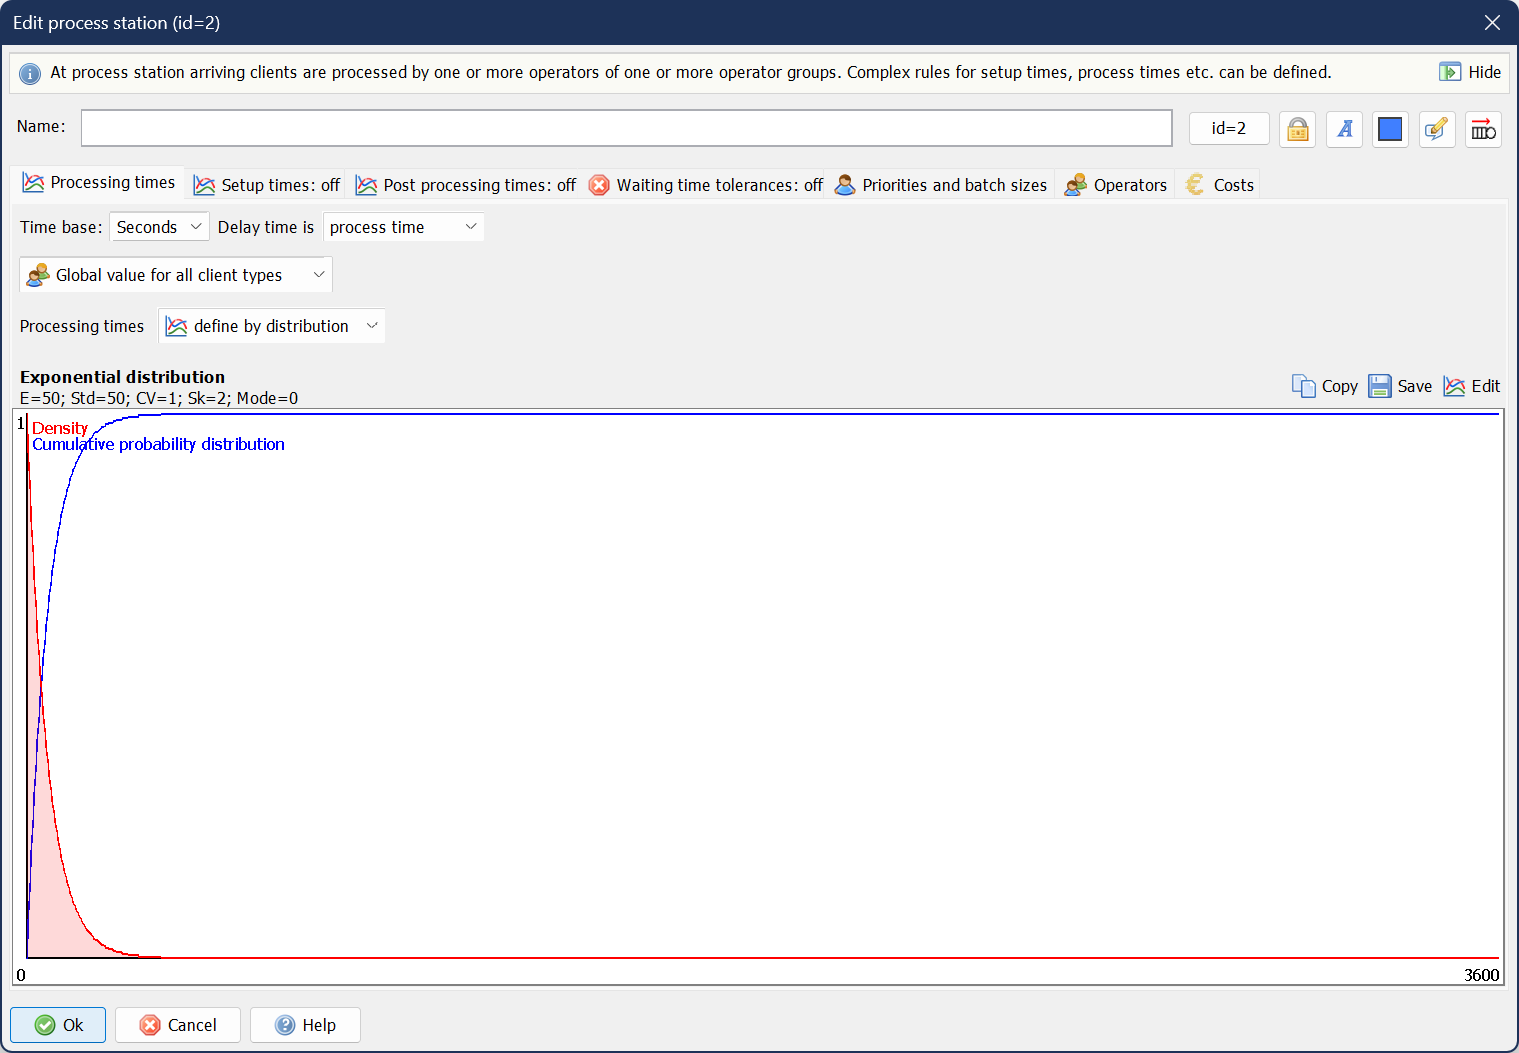 Edit process station (id=2)
At process station arriving clients are processed by one or more operators of one or more operator groups. Complex rules for setup times, process times etc. can be defined.
Hide
Name:
id=2
Processing times
Setup times: off
Post processing times: off
Waiting time tolerances: off
Priorities and batch sizes
Operators
Costs
Time base:
Seconds
Delay time is
process time
Global value for all client types
Processing times
define by distribution
Exponential distribution
E=50; Std=50; CV=1; Sk=2; Mode=0
Copy
Save
Edit
1
Density
Cumulative probability distribution
0
3600
Ok
Cancel
Help